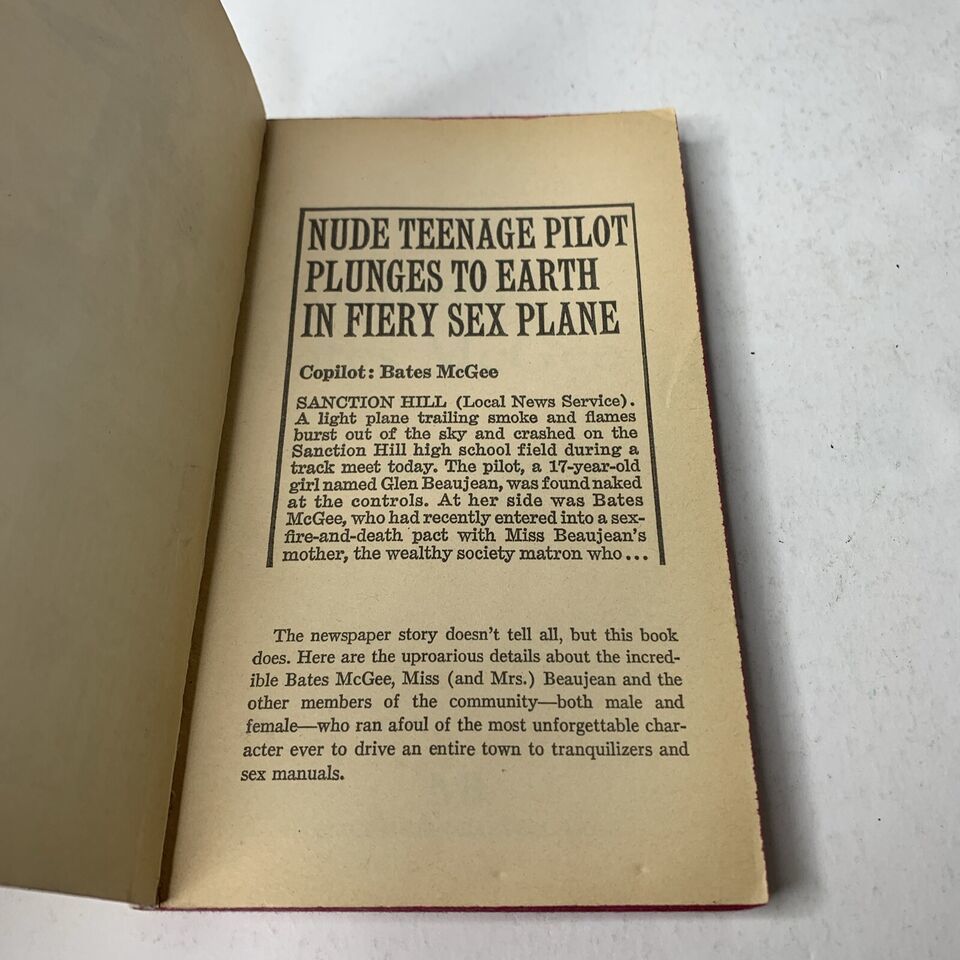 NUDE TEENAGE PILOT
PLUNGES TO EARTH
IN FIERY SEX PLANE
Copilot: Bates McGee
SANCTION HILL (Local News Service).
A light plane trailing smoke and flames
burst out of the sky and crashed on the
Sanction Hill high school field during a
track meet today. The pilot, a 17-year-old
girl named Glen Beaujean, was found naked
at the controls. At her side was Bates
McGee, who had recently entered into a sex-
fire-and-death pact with Miss Beaujean's
mother, the wealthy society matron who...
The newspaper story doesn't tell all, but this book
does. Here are the uproarious details about the incred-
ible Bates McGee, Miss (and Mrs.) Beaujean and the
other members of the community—both male and
female—who ran afoul of the most unforgettable char-
acter ever to drive an entire town to tranquilizers and
sex manuals.